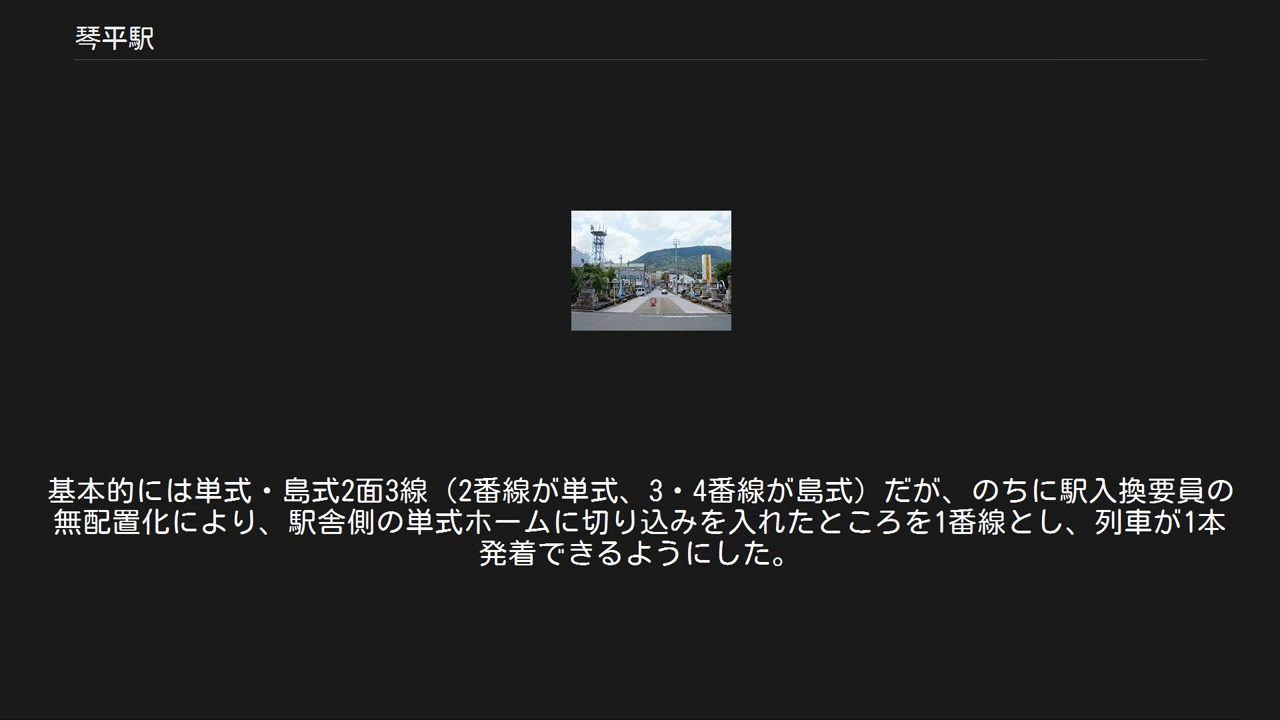 琴平駅
基本的には単式・島式2面3線（2番線が単式、3・4番線が島式）だが、のちに駅入換要員の
無配置化により、駅舎側の単式ホームに切り込みを入れたところを1番線とし、列車が1本
発着できるようにした。